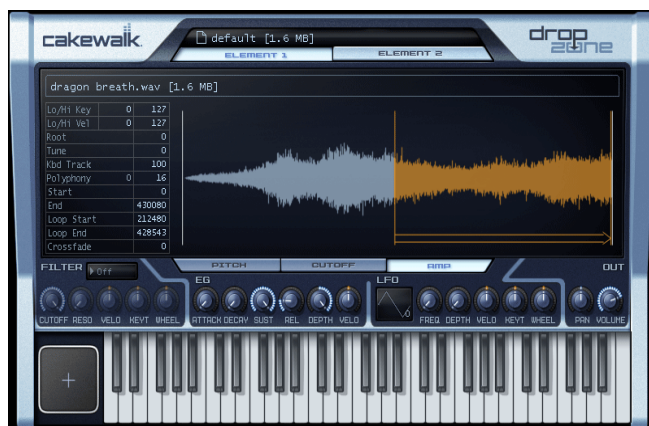 cakewalk.
default [1.6 MB]
drop zone
ELEMENT 1 ELEMENT 2
dragon breath.wav [1.6 MB]
Lo/Hi Key 0 127
Lo/Hi Vel 0 127
Root 0
Tune 0
Kbd Track 100
Polyphony 0 16
Start 0
End 430080
Loop Start 212480
Loop End 428543
Crossfade 0
FILTER Off
PITCH CUTOFF AMP
OUT
EG
LFO
CUTOFF RESO VELO KEYT WHEEL
ATTACK DECAY SUST REL DEPTH VELO
FREQ DEPTH VELO KEYT WHEEL
PAN VOLUME